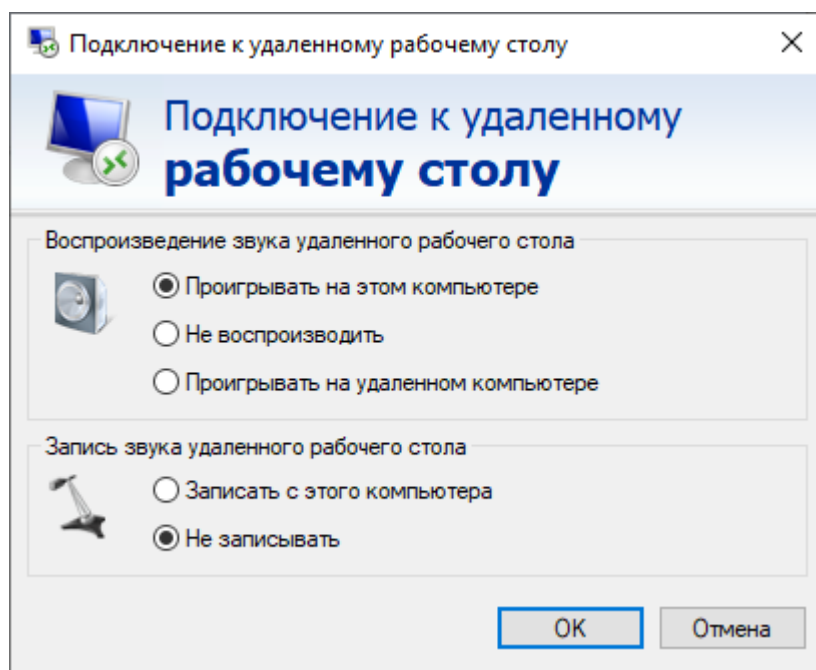 Подключение к удаленному рабочему столу
Подключение к удаленному
рабочему столу
Воспроизведение звука удаленного рабочего стола
Проигрывать на этом компьютере
Не воспроизводить
Проигрывать на удаленном компьютере
Запись звука удаленного рабочего стола
Записать с этого компьютера
Не записывать
OK
Отмена